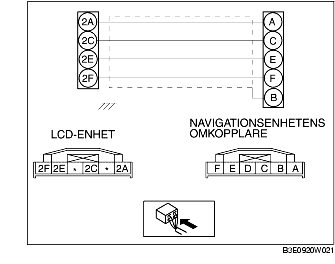 2A A
2C C
2E E
2F F
B
LCD-ENHET
NAVIGATIONSENHETENS
OMKOPPLARE
2F 2E * 2C * 2A
F E D C B A
B3E0920W021